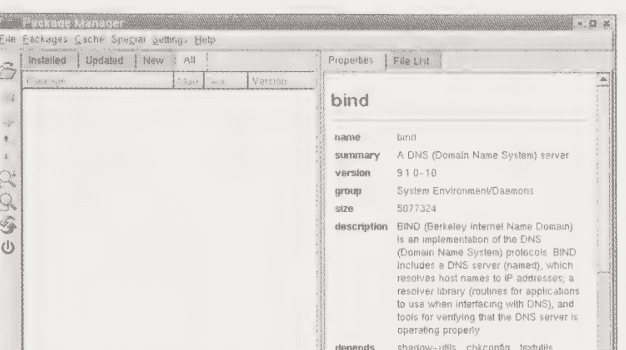 Package Manager
File Packages Cache Special Settings Help
Installed Updated New All
Version
Properties File List
bind
name bind
summary A DNS (Domain Name System) server
version 9.1.0-10
group System Environment/Daemons
size 5077324
description BIND (Berkeley Internet Name Domain)
is an implementation of the DNS
(Domain Name System) protocols. BIND
includes a DNS server (named), which
resolves host names to IP addresses; a
resolver library (routines for applications
to use when interfacing with DNS), and
tools for verifying that the DNS server is
operating properly
depends shadow-utils chkconfig textutils